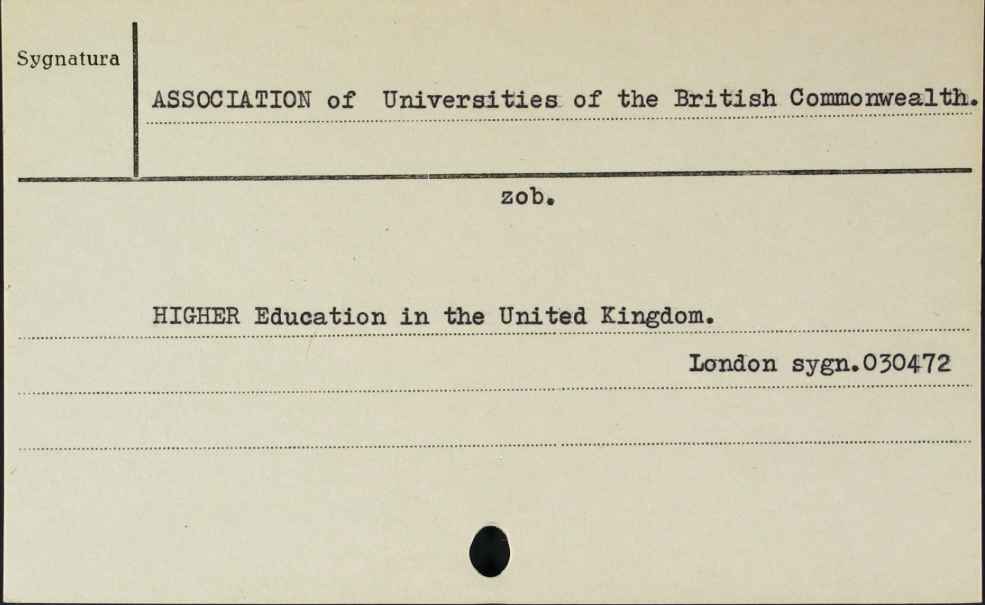 Sygnatura
ASSOCIATION of Universities of the British Commonwealth.
zob.
HIGHER Education in the United Kingdom.
London sygn.030472